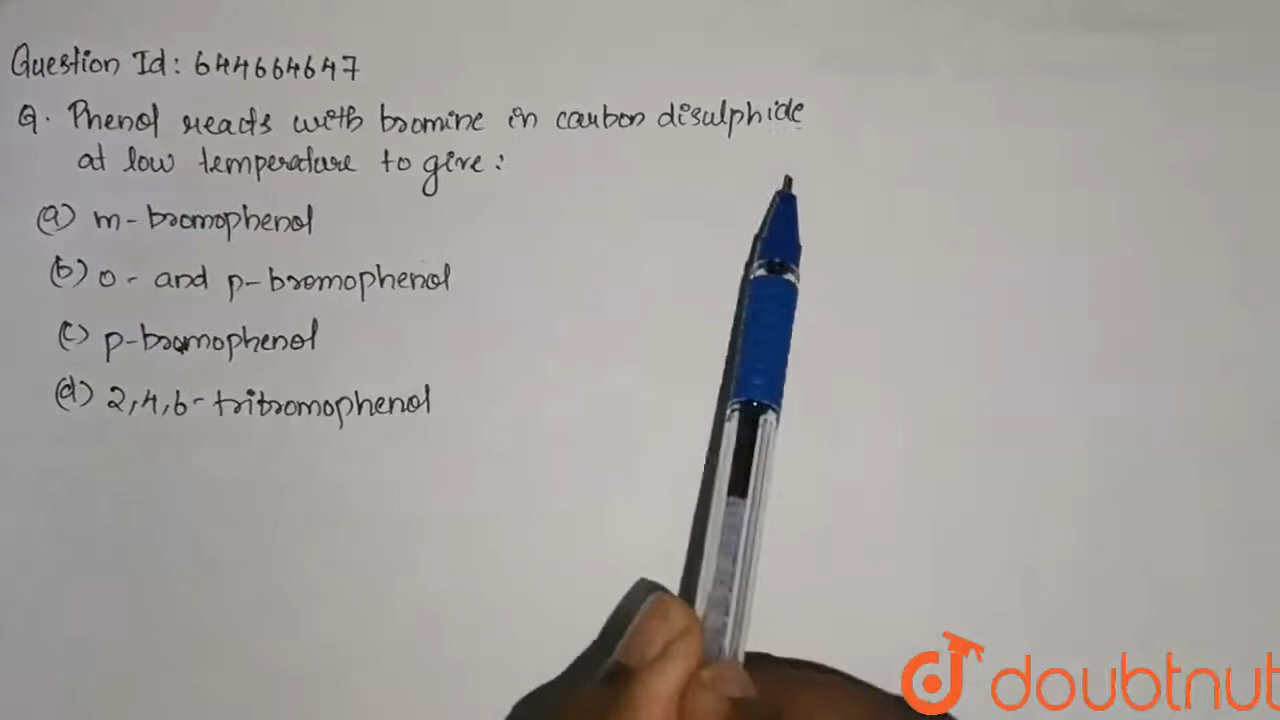 Question Id: 644664647
Q. Phenol reacts with bromine in carbon disulphide
at low temperature to give:
(a) m-bromophenol
(b) o- and p-bromophenol
(c) p-bromophenol
(d) 2,4,6-tribromophenol
doubtnut